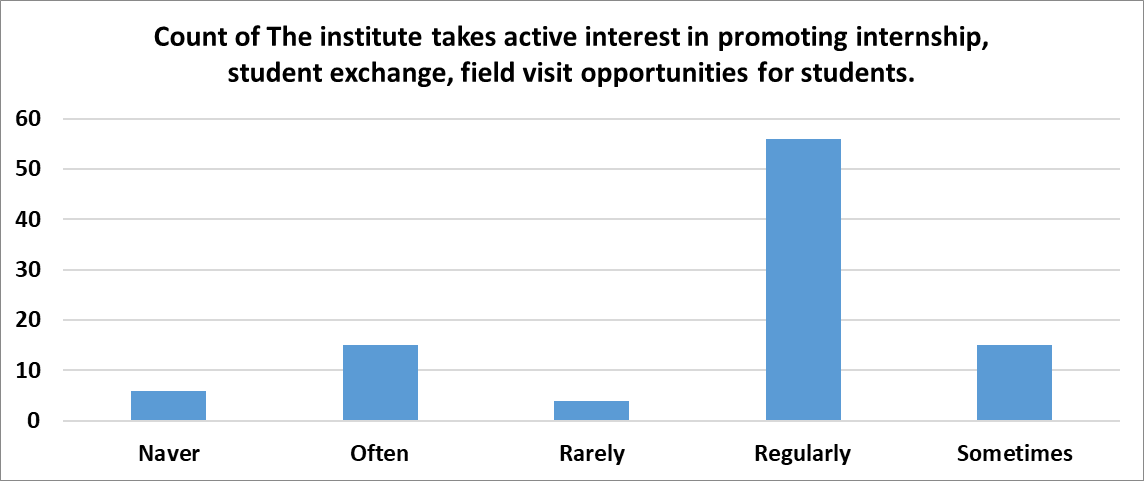 Count of The institute takes active interest in promoting internship,
student exchange, field visit opportunities for students.
60
50
40
30
20
10
0
Naver Often Rarely Regularly Sometimes